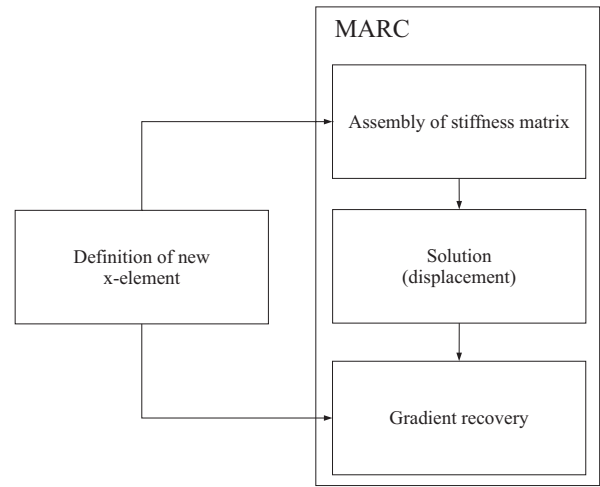 MARC
Assembly of stiffness matrix
Definition of new
x-element
Solution
(displacement)
Gradient recovery